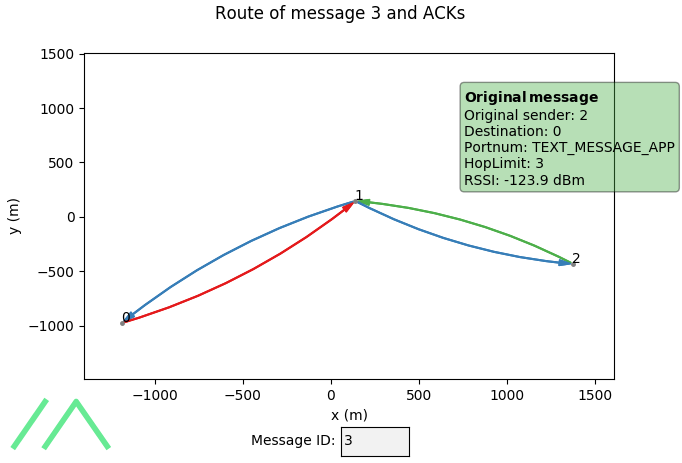 Route of message 3 and ACKs
1500
1000
500
0
−500
−1000
y (m)
Original message
Original sender: 2
Destination: 0
Portnum: TEXT_MESSAGE_APP
HopLimit: 3
RSSI: -123.9 dBm
1
2
0
−1000
−500
0
500
1000
1500
x (m)
Message ID: 3